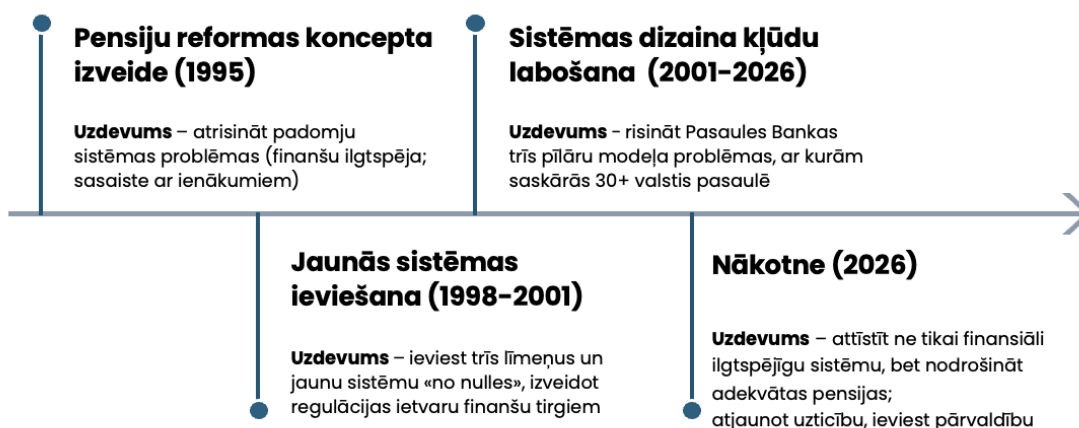 Pensiju reformas koncepta
izveide (1995)
Uzdevums – atrisināt padomju
sistēmas problēmas (finanšu ilgtspēja;
sasaiste ar ienākumiem)
Sistēmas dizaina kļūdu
labošana (2001-2026)
Uzdevums - risināt Pasaules Bankas
trīs pīlāru modeļa problēmas, ar kurām
saskārās 30+ valstis pasaulē
Jaunās sistēmas
ieviešana (1998-2001)
Uzdevums – ieviest trīs līmeņus un
jaunu sistēmu «no nulles», izveidot
regulācijas ietvaru finanšu tirgiem
Nākotne (2026)
Uzdevums – attīstīt ne tikai finansiāli
ilgtspējīgu sistēmu, bet nodrošināt
adekvātas pensijas;
atjaunot uzticību, ieviest pārvaldību